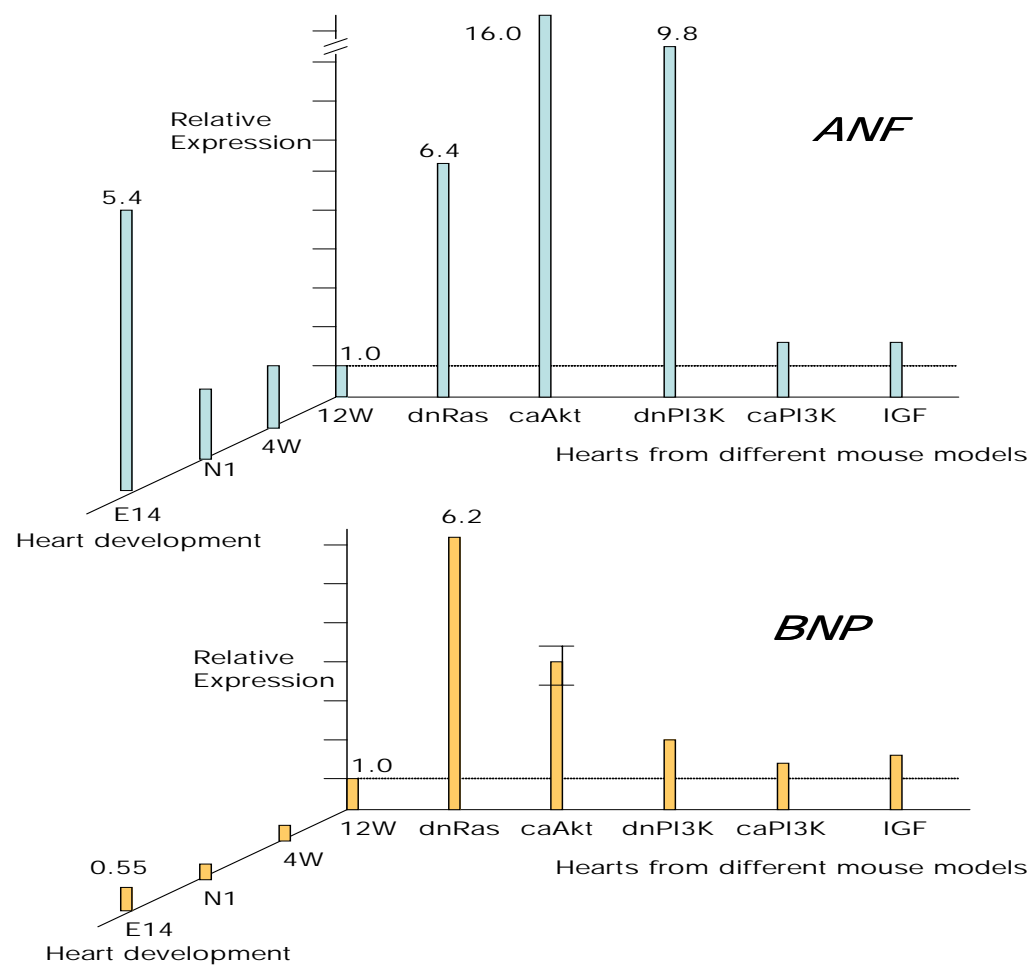 16.0
9.8
Relative
Expression
ANF
6.4
5.4
1.0
12W dnRas caAkt dnPI3K caPI3K IGF
4W
Hearts from different mouse models
N1
E14
Heart development
6.2
BNP
Relative
Expression
1.0
12W dnRas caAkt dnPI3K caPI3K IGF
4W
0.55
Hearts from different mouse models
N1
E14
Heart development